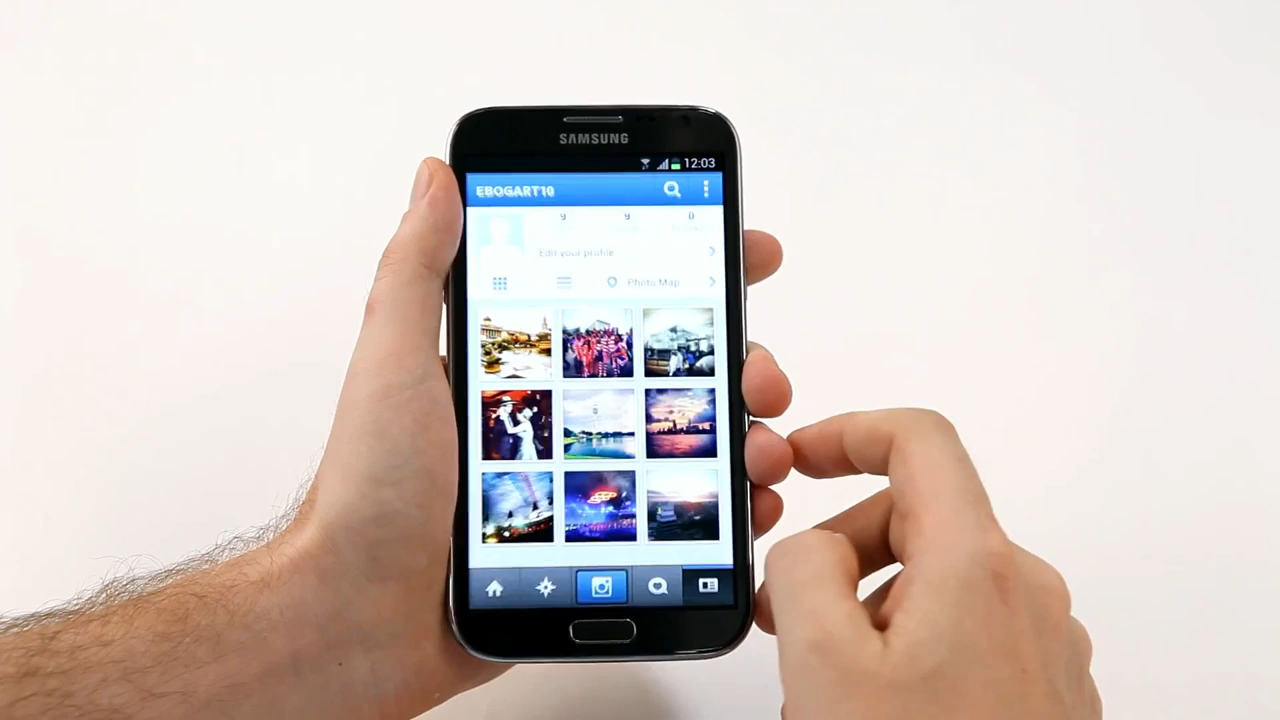 SAMSUNG
12:03
EBOGART10
9 9 0
Edit your profile
Photo Map